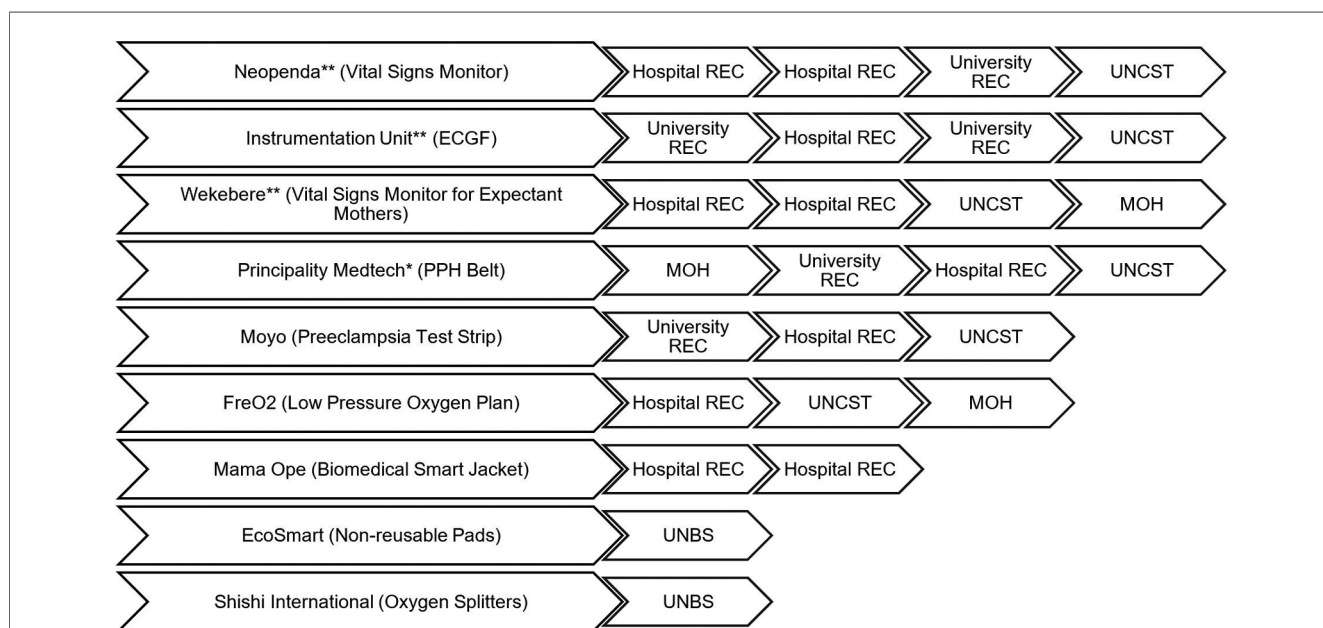 Neopenda** (Vital Signs Monitor)
Hospital REC
Hospital REC
University
REC
UNCST
Instrumentation Unit** (ECGF)
University
REC
Hospital REC
University
REC
UNCST
Wekebere** (Vital Signs Monitor for Expectant
Mothers)
Hospital REC
Hospital REC
UNCST
MOH
Principality Medtech* (PPH Belt)
MOH
University
REC
Hospital REC
UNCST
Moyo (Preeclampsia Test Strip)
University
REC
Hospital REC
UNCST
FreO2 (Low Pressure Oxygen Plan)
Hospital REC
UNCST
MOH
Mama Ope (Biomedical Smart Jacket)
Hospital REC
Hospital REC
EcoSmart (Non-reusable Pads)
UNBS
Shishi International (Oxygen Splitters)
UNBS